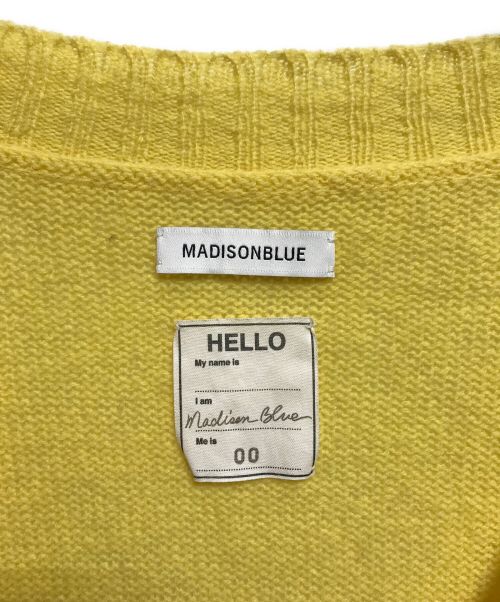 MADISONBLUE
HELLO
My name is
I am
Madison Blue
Me is
00